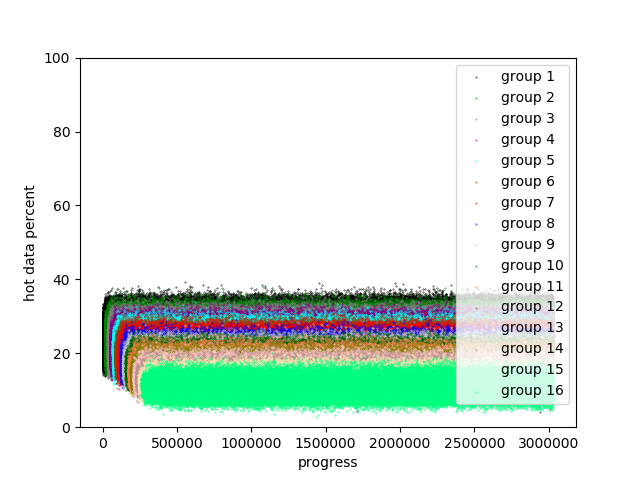 100
80
60
40
20
0
hot data percent
0
500000
1000000
1500000
2000000
2500000
3000000
progress
group 1
group 2
group 3
group 4
group 5
group 6
group 7
group 8
group 9
group 10
group 11
group 12
group 13
group 14
group 15
group 16